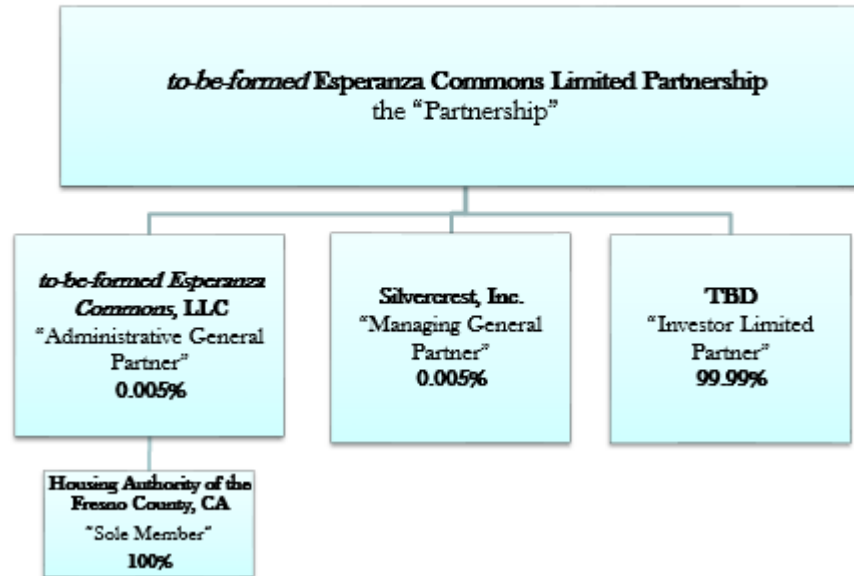 to-be-formed Esperanza Commons Limited Partnership
the “Partnership”
to-be-formed Esperanza
Commons, LLC
“Administrative General
Partner”
0.005%
Silvercrest, Inc.
“Managing General
Partner”
0.005%
TBD
“Investor Limited
Partner”
99.99%
Housing Authority of the
Fresno County, CA
“Sole Member”
100%